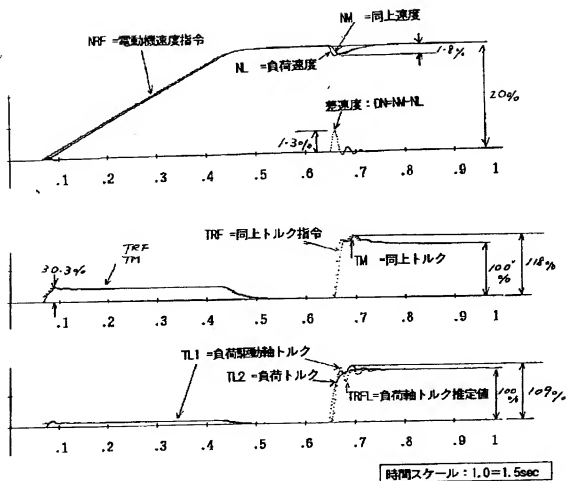 NM =同上速度
NRF =電動機速度指令
NL =負荷速度
1.8%
差速度：DN=NM-NL
20%
1.3%
.1 .2 .3 .4 .5 .6 .7 .8 .9 1
TRF =同上トルク指令
TRF
TM
30.3%
TM =同上トルク
100%
118%
.1 .2 .3 .4 .5 .6 .7 .8 .9 1
TL1 =負荷駆動軸トルク
TL2 =負荷トルク
TRFL=負荷軸トルク推定値
100%
109%
.1 .2 .3 .4 .5 .6 .7 .8 .9 1
時間スケール：1.0=1.5sec